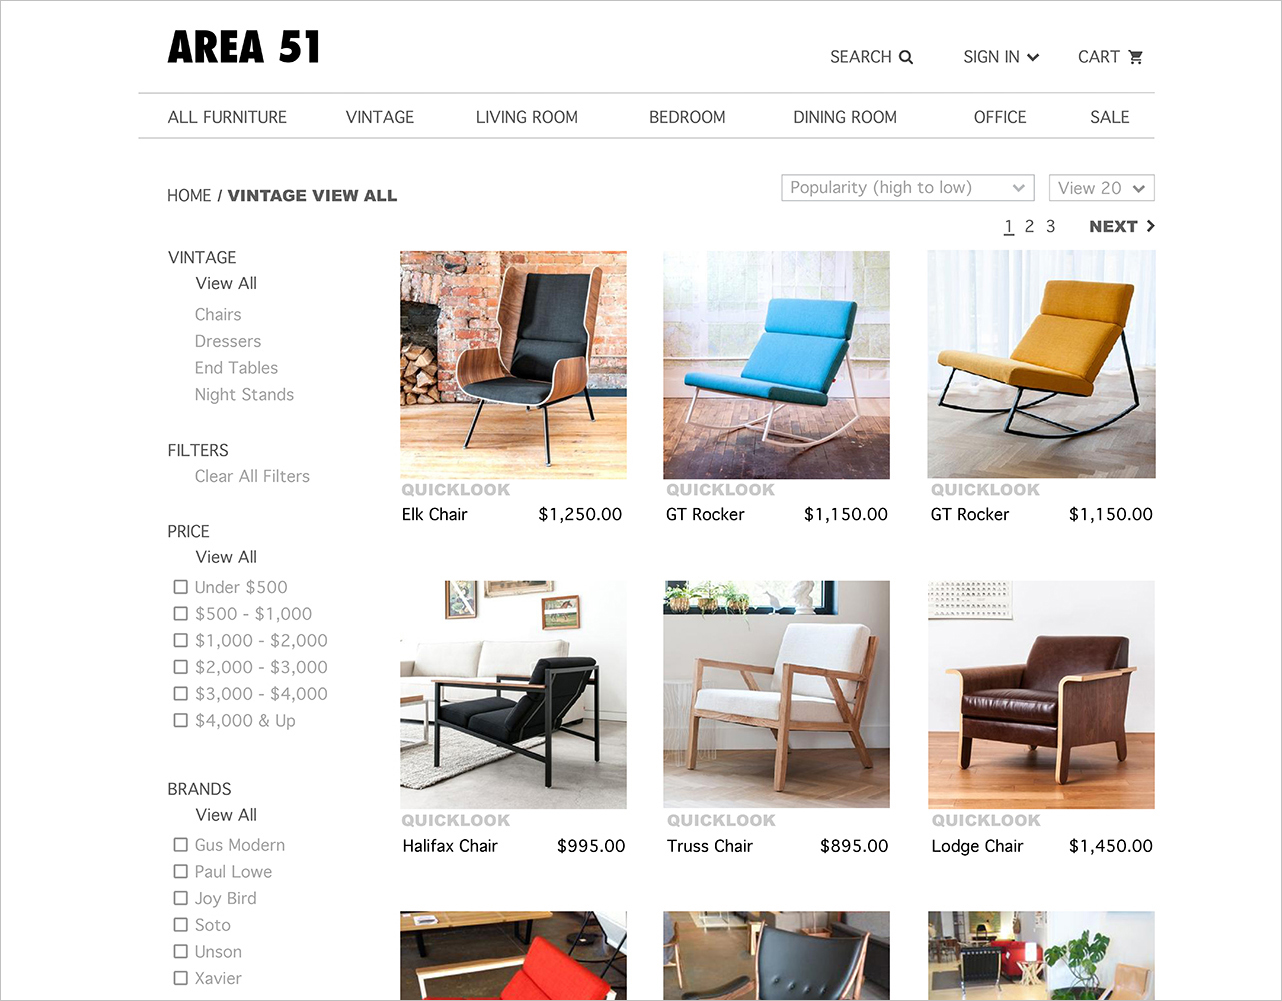 AREA 51
SEARCH
SIGN IN
CART
ALL FURNITURE
VINTAGE
LIVING ROOM
BEDROOM
DINING ROOM
OFFICE
SALE
HOME / VINTAGE VIEW ALL
Popularity (high to low)
View 20
1 2 3
NEXT
VINTAGE
View All
Chairs
Dressers
End Tables
Night Stands
FILTERS
Clear All Filters
PRICE
View All
Under $500
$500 - $1,000
$1,000 - $2,000
$2,000 - $3,000
$3,000 - $4,000
$4,000 & Up
BRANDS
View All
Gus Modern
Paul Lowe
Joy Bird
Soto
Unson
Xavier
QUICKLOOK
Elk Chair $1,250.00
QUICKLOOK
GT Rocker $1,150.00
QUICKLOOK
GT Rocker $1,150.00
QUICKLOOK
Halifax Chair $995.00
QUICKLOOK
Truss Chair $895.00
QUICKLOOK
Lodge Chair $1,450.00